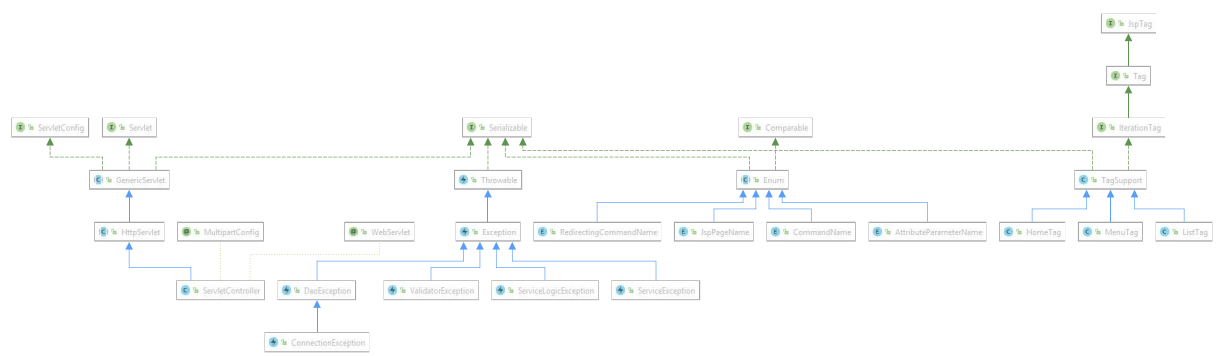 JspTag
Tag
ServletConfig
Servlet
Serializable
Comparable
IterationTag
GenericServlet
Throwable
Enum
TagSupport
HttpServlet
MultipartConfig
WebServlet
Exception
RedirectingCommandName
JspPageName
CommandName
AttributeParameterName
HomeTag
MenuTag
ListTag
ServletController
DaoException
ValidatorException
ServiceLogicException
ServiceException
ConnectionException